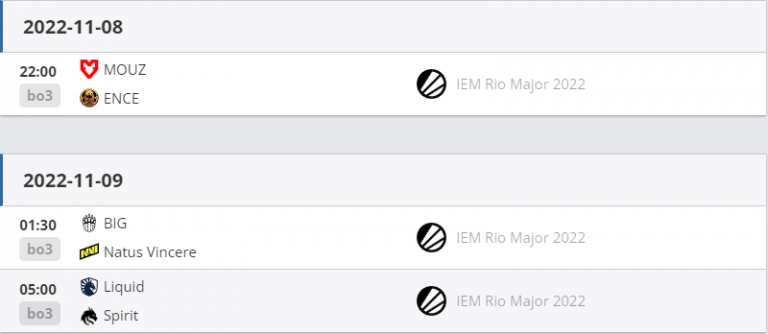 2022-11-08
22:00
bo3
MOUZ
ENCE
IEM Rio Major 2022
2022-11-09
01:30
bo3
BIG
Natus Vincere
IEM Rio Major 2022
05:00
bo3
Liquid
Spirit
IEM Rio Major 2022